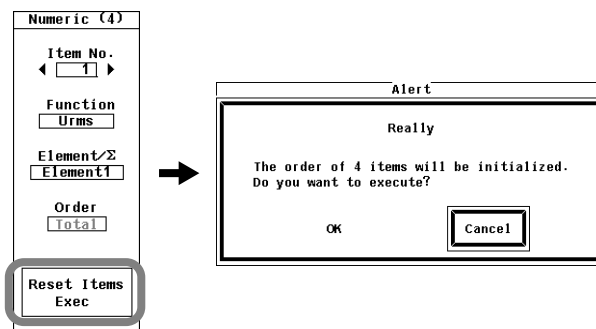 Numeric (4)
Item No.
1
Function
Urms
Element/Σ
Element1
Order
Total
Reset Items
Exec
Alert
Really
The order of 4 items will be initialized.
Do you want to execute?
OK
Cancel